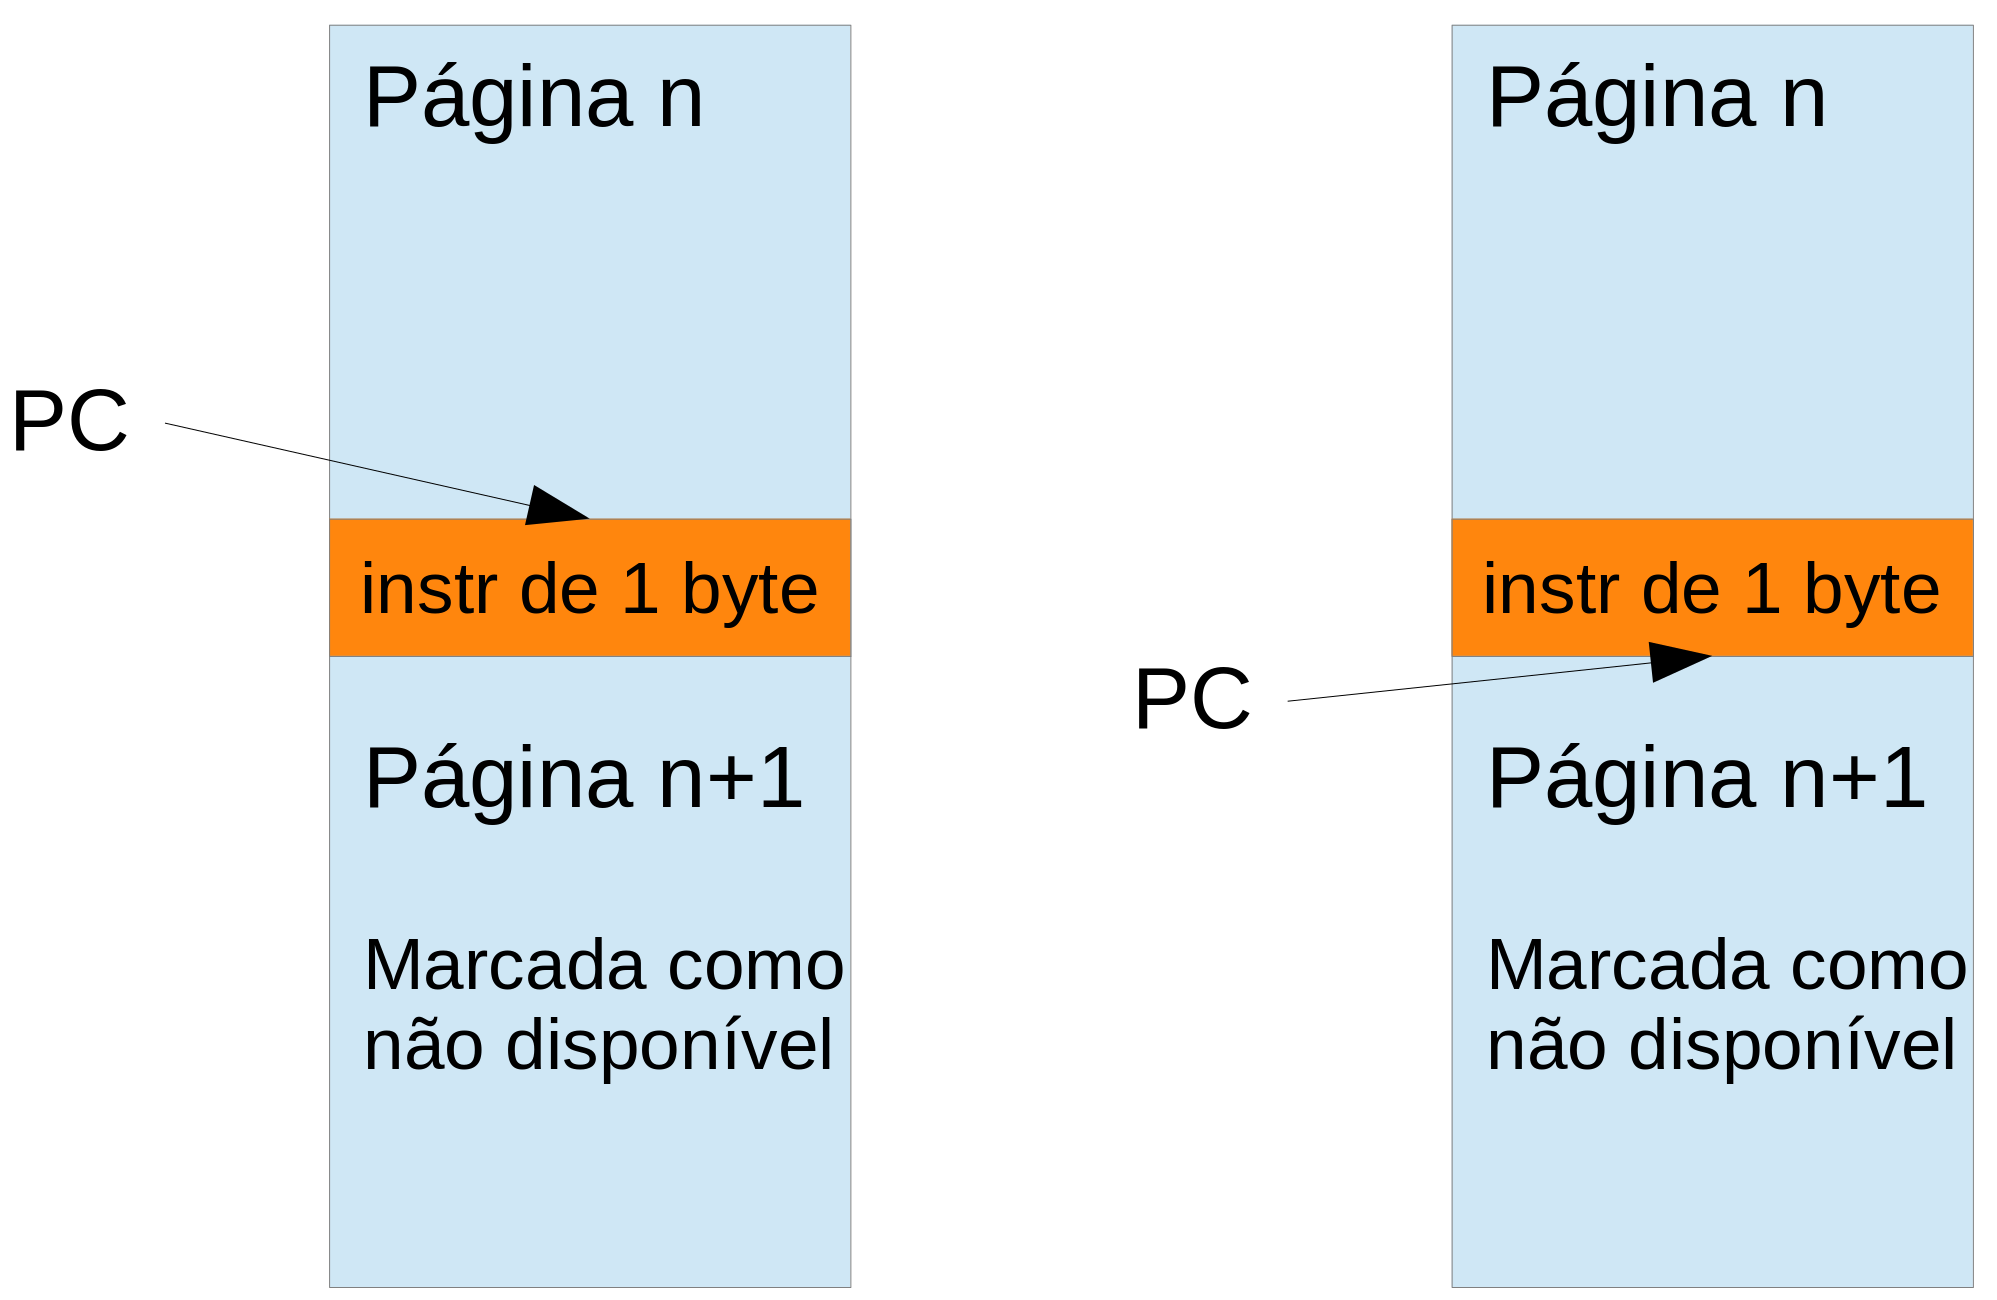 Página n
PC
instr de 1 byte
Página n+1
Marcada como
não disponível
Página n
instr de 1 byte
PC
Página n+1
Marcada como
não disponível